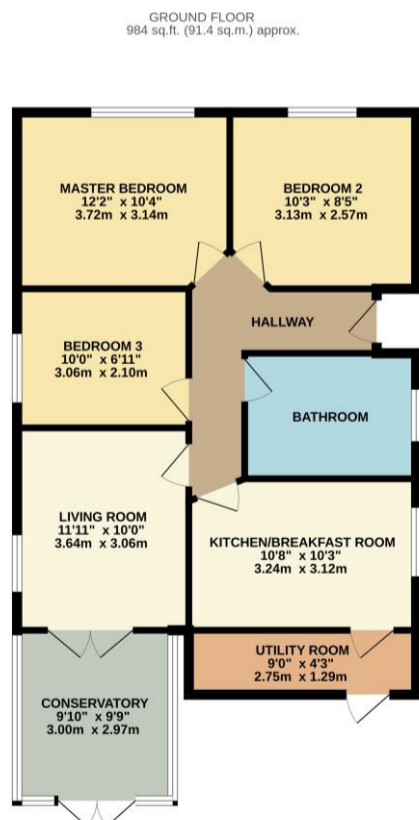 GROUND FLOOR
984 sq.ft. (91.4 sq.m.) approx.
MASTER BEDROOM
12'2" x 10'4"
3.72m x 3.14m
BEDROOM 2
10'3" x 8'5"
3.13m x 2.57m
HALLWAY
BEDROOM 3
10'0" x 6'11"
3.06m x 2.10m
BATHROOM
LIVING ROOM
11'11" x 10'0"
3.64m x 3.06m
KITCHEN/BREAKFAST ROOM
10'8" x 10'3"
3.24m x 3.12m
UTILITY ROOM
9'0" x 4'3"
2.75m x 1.29m
CONSERVATORY
9'10" x 9'9"
3.00m x 2.97m